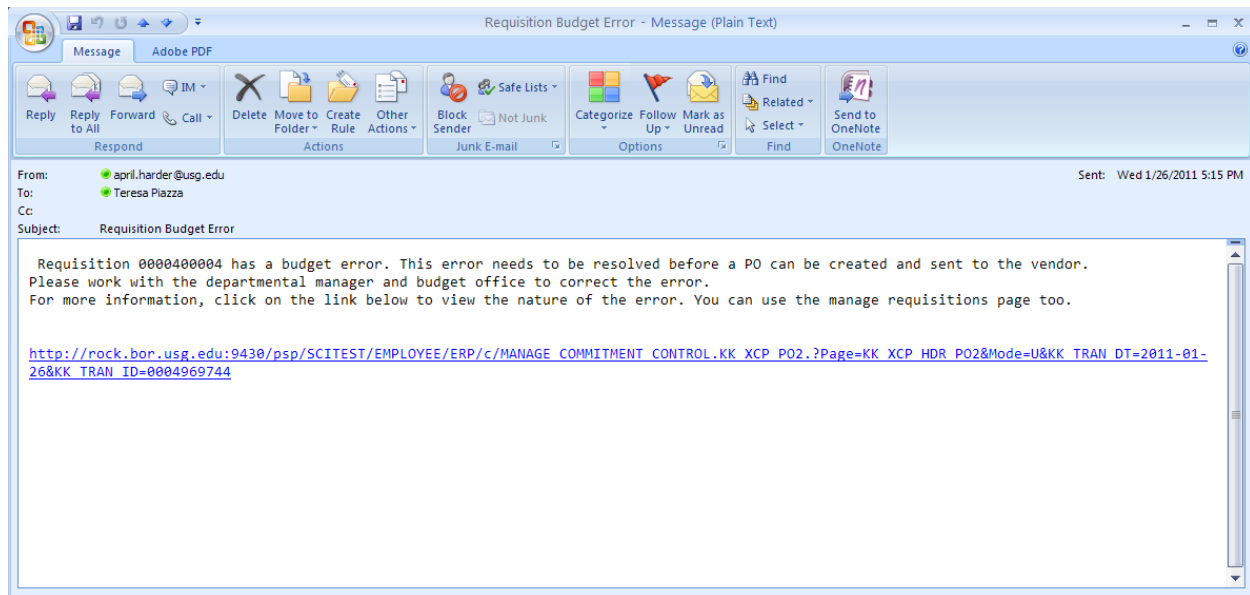 Requisition Budget Error - Message (Plain Text)
Message Adobe PDF
Reply
Reply to All
Forward
IM
Call
Respond
Delete
Move to Folder
Create Rule
Other Actions
Actions
Block Sender
Safe Lists
Not Junk
Junk E-mail
Categorize
Follow Up
Mark as Unread
Options
Find
Related
Select
Find
Send to OneNote
OneNote
From: april.harder@usg.edu Sent: Wed 1/26/2011 5:15 PM
To: Teresa Piazza
Cc:
Subject: Requisition Budget Error
Requisition 0000400004 has a budget error. This error needs to be resolved before a PO can be created and sent to the vendor.
Please work with the departmental manager and budget office to correct the error.
For more information, click on the link below to view the nature of the error. You can use the manage requisitions page too.
http://rock.bor.usg.edu:9430/psp/SCITEST/EMPLOYEE/ERP/c/MANAGE_COMMITMENT_CONTROL.KK_XCP_PO2.?Page=KK_XCP_HDR_PO2&Mode=U&KK_TRAN_DT=2011-01-
26&KK_TRAN_ID=0004969744